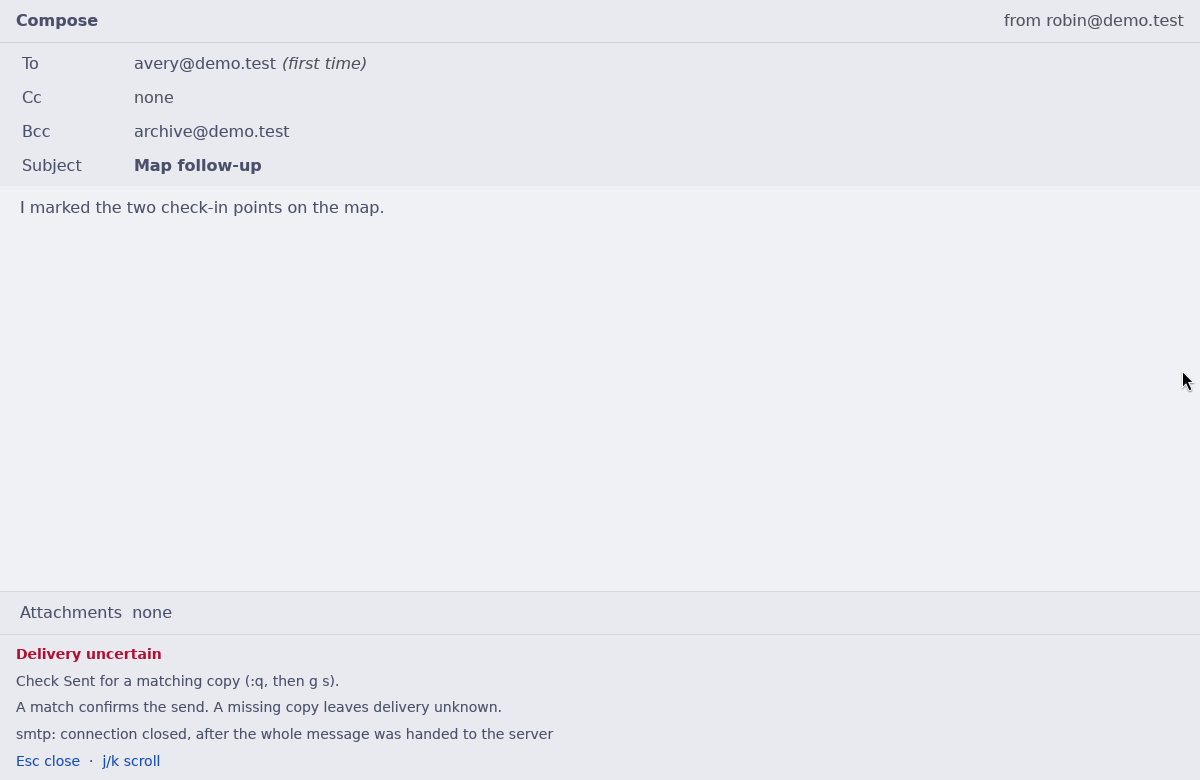 Compose from robin@demo.test
To avery@demo.test (first time)
Cc none
Bcc archive@demo.test
Subject Map follow-up
I marked the two check-in points on the map.
Attachments none
Delivery uncertain
Check Sent for a matching copy (:q, then g s).
A match confirms the send. A missing copy leaves delivery unknown.
smtp: connection closed, after the whole message was handed to the server
Esc close · j/k scroll